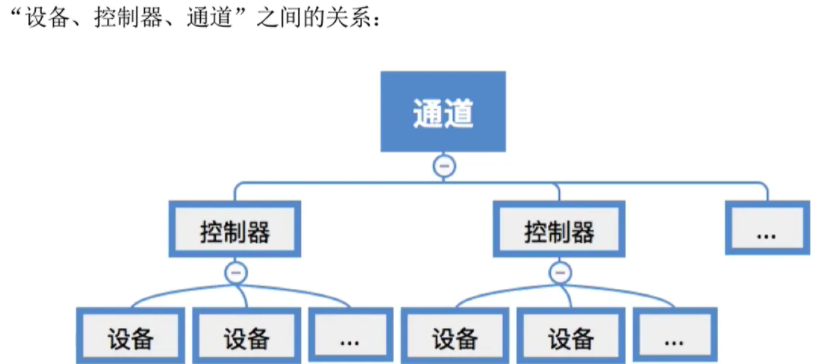 “设备、控制器、通道”之间的关系：
通道
控制器 控制器 ...
设备 设备 ... 设备 设备 ...